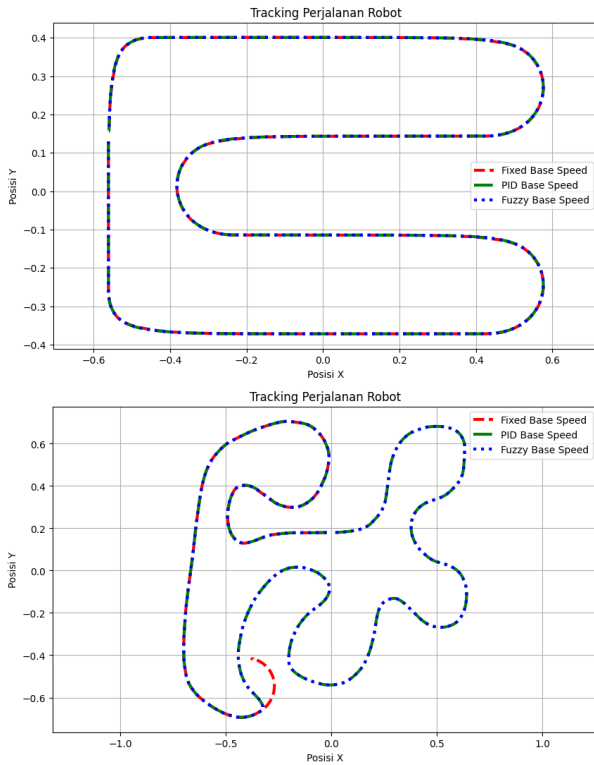 Tracking Perjalanan Robot
0.4
0.3
0.2
0.1
0.0
−0.1
−0.2
−0.3
−0.4
Posisi Y
Fixed Base Speed
PID Base Speed
Fuzzy Base Speed
−0.6
−0.4
−0.2
0.0
0.2
0.4
0.6
Posisi X
Tracking Perjalanan Robot
0.6
0.4
0.2
0.0
−0.2
−0.4
−0.6
Posisi Y
Fixed Base Speed
PID Base Speed
Fuzzy Base Speed
−1.0
−0.5
0.0
0.5
1.0
Posisi X